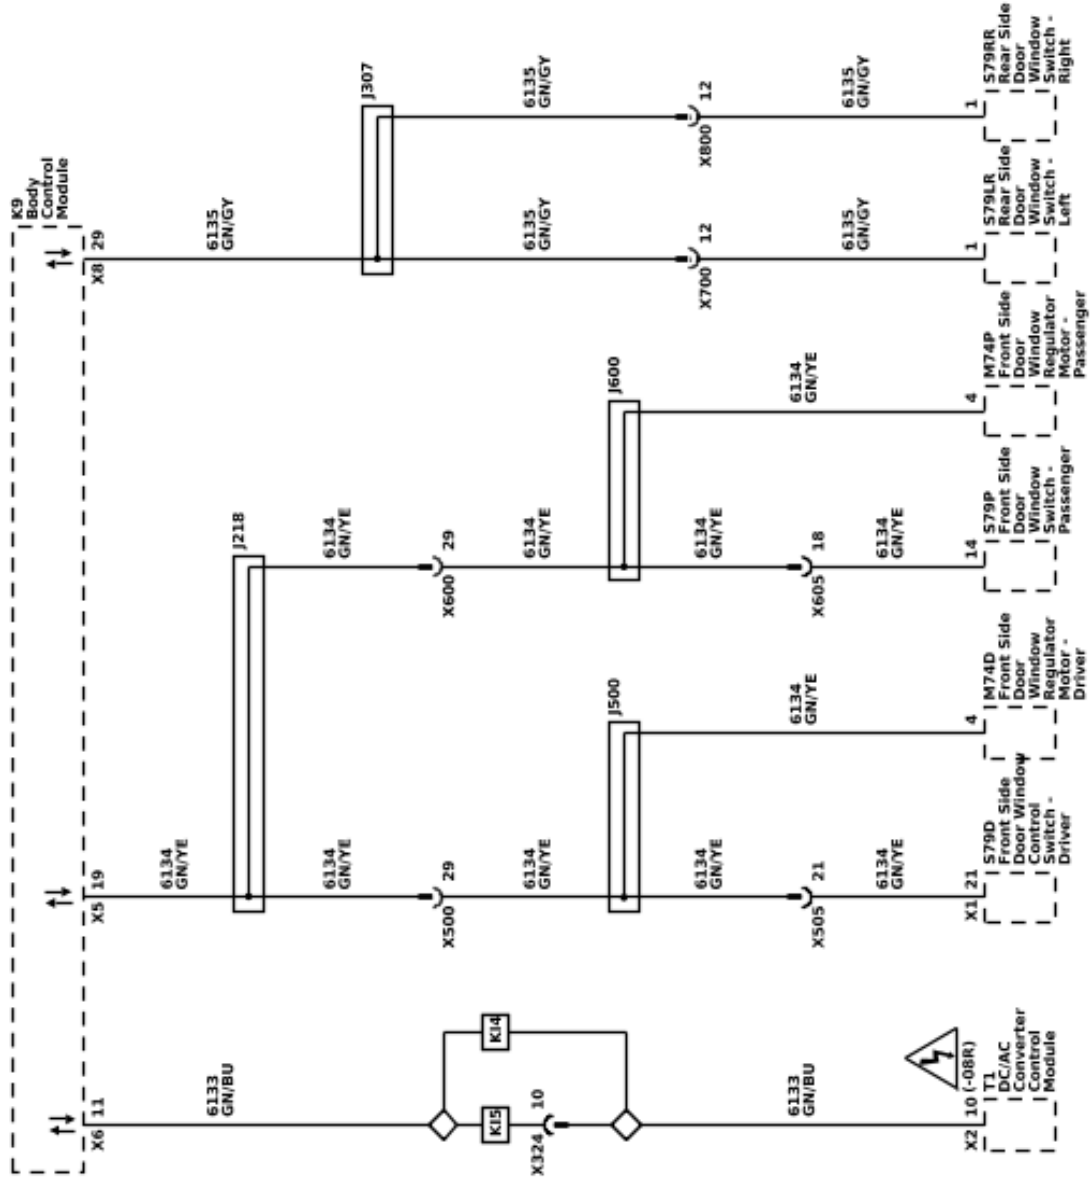 K9
Body
Control
Module
X6 11
X5 19
X8 29
6133
GN/BU
6134
GN/YE
6135
GN/GY
J218
J307
6134
GN/YE
6134
GN/YE
6135
GN/GY
6135
GN/GY
X500 29
X600 29
X700 12
X800 12
KI5
KI4
X324 10
6134
GN/YE
6134
GN/YE
J500
J600
6133
GN/BU
6134
GN/YE
6134
GN/YE
6134
GN/YE
6134
GN/YE
X505 21
X605 18
6134
GN/YE
6134
GN/YE
6135
GN/GY
6135
GN/GY
X2 10 (-08R)
X1 21
4
14
4
1
1
T1
DC/AC
Converter
Control
Module
S79D
Front Side
Door Window
Control
Switch -
Driver
M74D
Front Side
Door
Window
Regulator
Motor -
Driver
S79P
Front Side
Door
Window
Switch -
Passenger
M74P
Front Side
Door
Window
Regulator
Motor -
Passenger
S79LR
Rear Side
Door
Window
Switch -
Left
S79RR
Rear Side
Door
Window
Switch -
Right